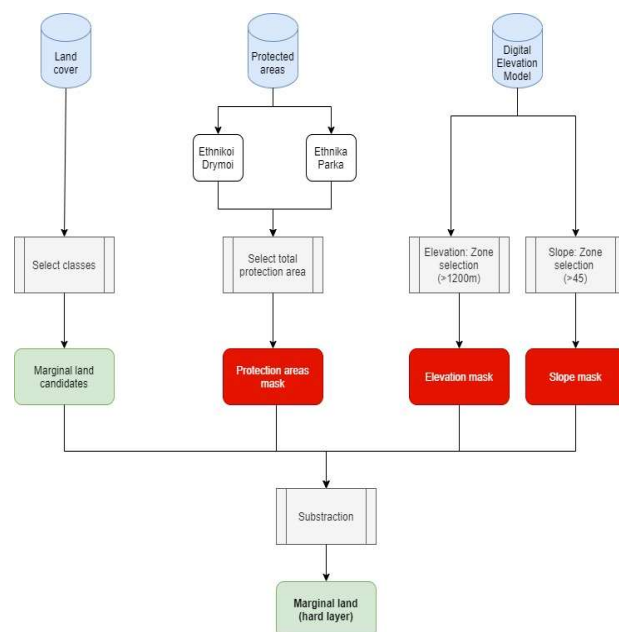 Land
cover
Protected
areas
Digital
Elevation
Model
Ethnikoi
Drymoi
Ethnika
Parka
Select classes
Select total
protection area
Elevation: Zone
selection
(>1200m)
Slope: Zone
selection
(>45)
Marginal land
candidates
Protection areas
mask
Elevation mask
Slope mask
Substraction
Marginal land
(hard layer)